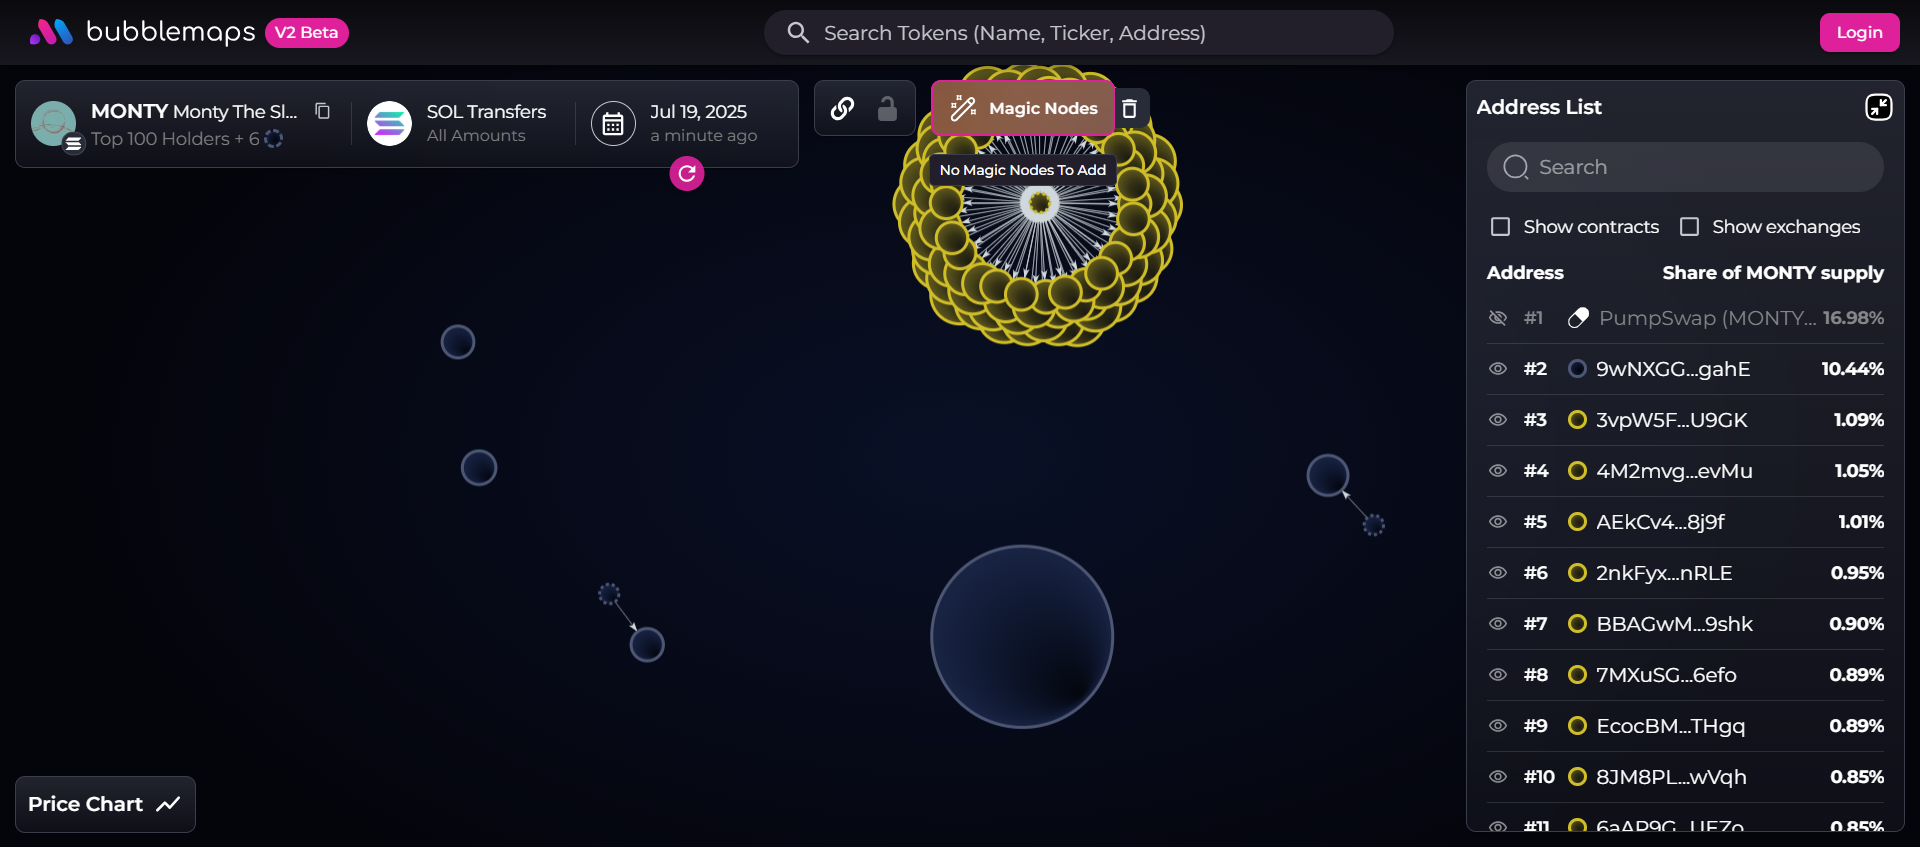 bubblemaps V2 Beta
Search Tokens (Name, Ticker, Address)
Login
MONTY Monty The Sl...
Top 100 Holders + 6
SOL Transfers
All Amounts
Jul 19, 2025
a minute ago
Magic Nodes
No Magic Nodes To Add
Address List
Search
Show contracts
Show exchanges
Address Share of MONTY supply
#1 PumpSwap (MONTY... 16.98%
#2 9wNXGG...gahE 10.44%
#3 3vpW5F...U9GK 1.09%
#4 4M2mvg...evMu 1.05%
#5 AEkCv4...8j9f 1.01%
#6 2nkFyx...nRLE 0.95%
#7 BBAGwM...9shk 0.90%
#8 7MXuSG...6efo 0.89%
#9 EcocBM...THgq 0.89%
#10 8JM8PL...wVqh 0.85%
#11 0.85%
Price Chart